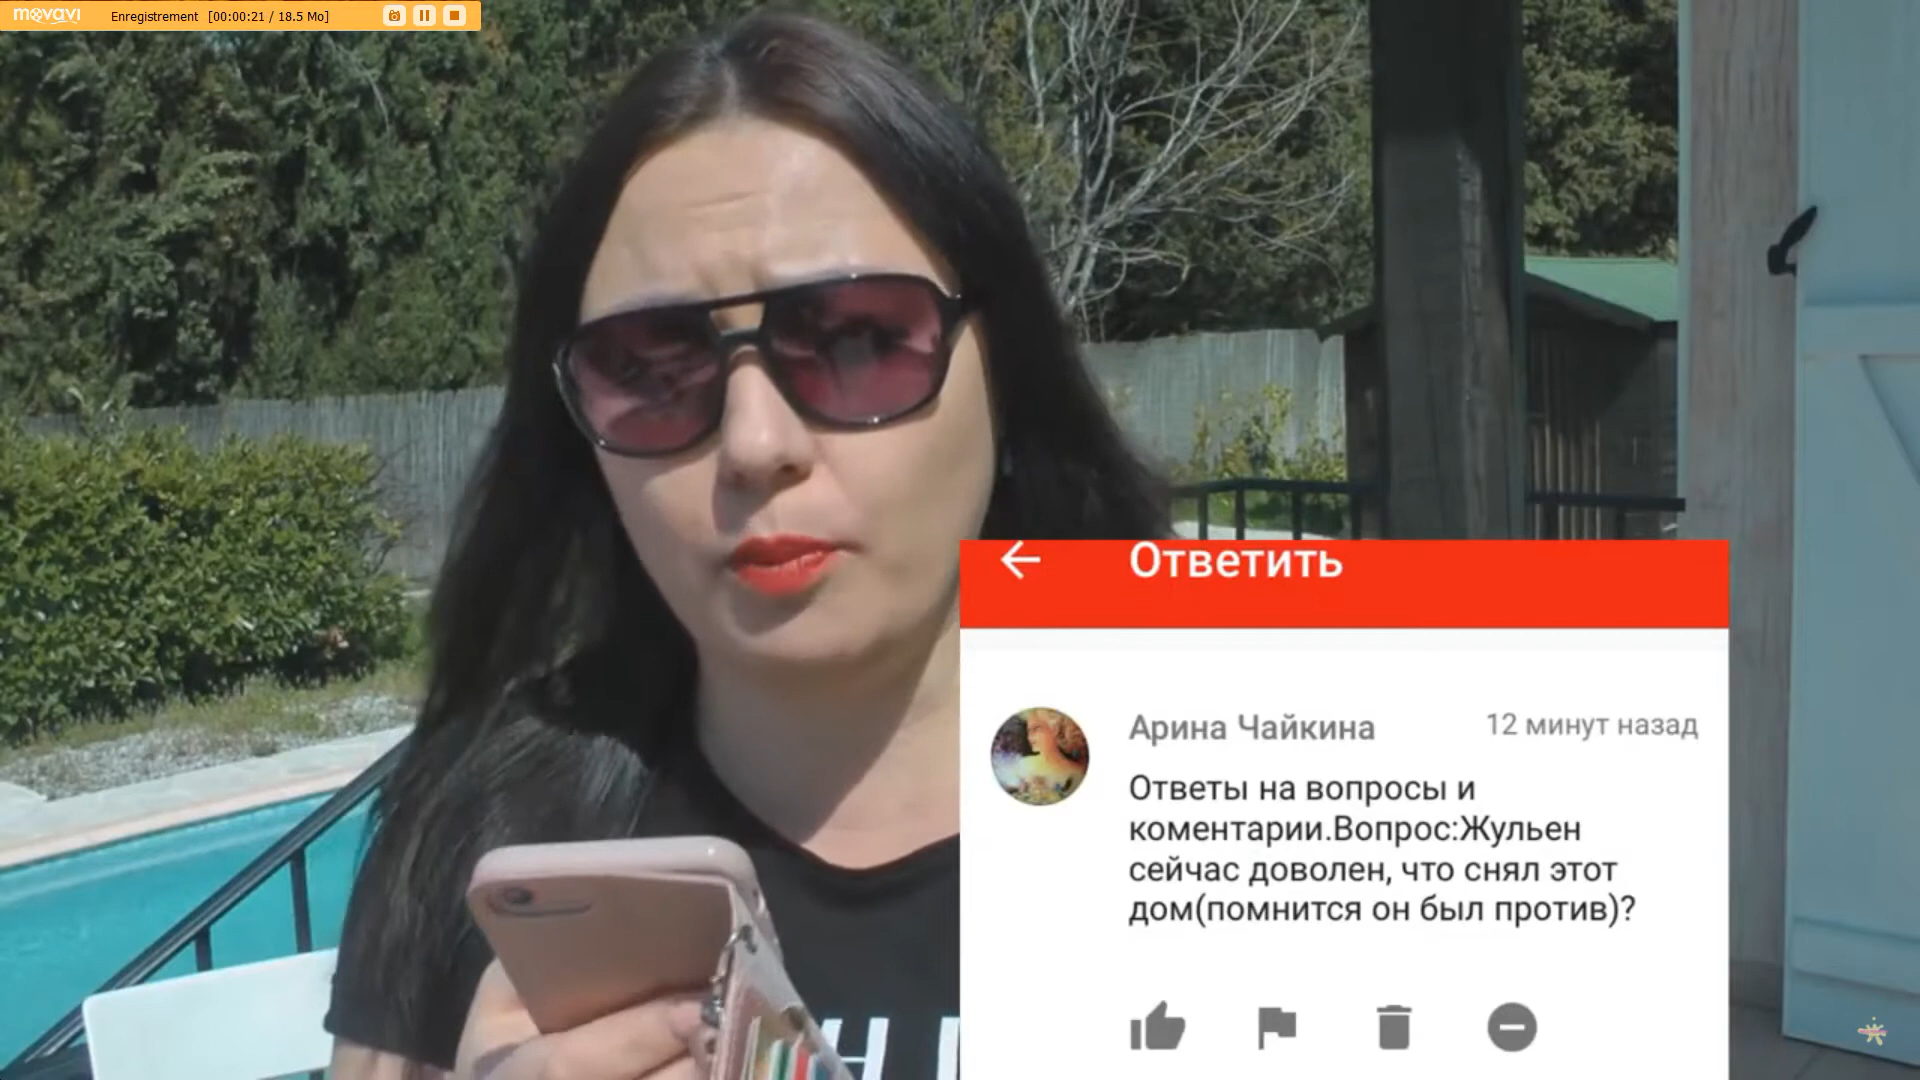 movavi
Enregistrement [00:00:21 / 18.5 Mo]
Ответить
Арина Чайкина
12 минут назад
Ответы на вопросы и
коментарии.Вопрос:Жульен
сейчас доволен, что снял этот
дом(помнится он был против)?